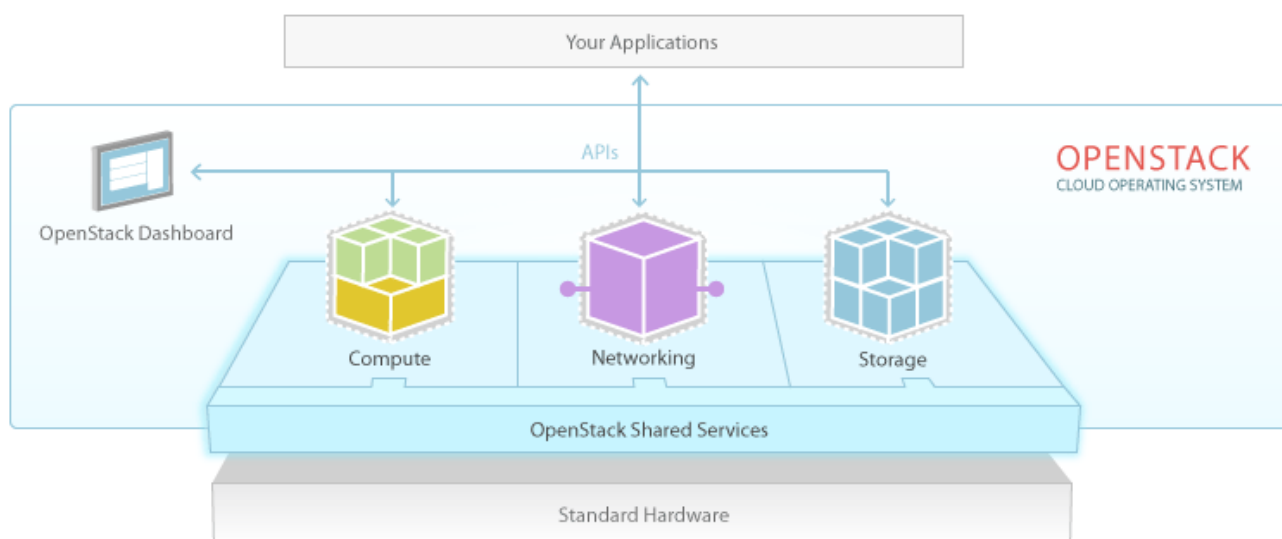 Your Applications
APIs
OPENSTACK
CLOUD OPERATING SYSTEM
OpenStack Dashboard
Compute
Networking
Storage
OpenStack Shared Services
Standard Hardware